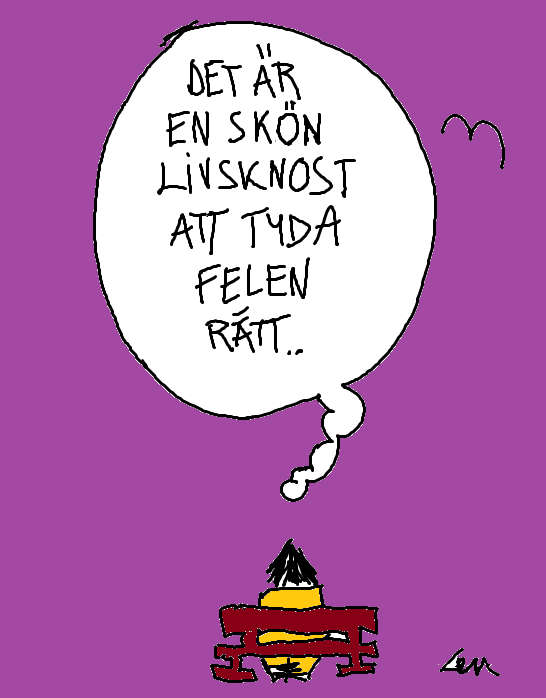 DET ÄR
EN SKÖN
LIVSKNOST
ATT TYDA
FELEN
RÄTT..